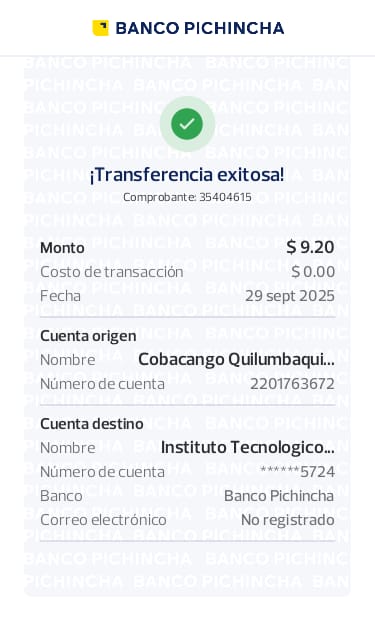 BANCO PICHINCHA
¡Transferencia exitosa!
Comprobante: 35404615
Monto $ 9.20
Costo de transacción $ 0.00
Fecha 29 sept 2025
Cuenta origen
Nombre Cobacango Quilumbaqui...
Número de cuenta 2201763672
Cuenta destino
Nombre Instituto Tecnologico...
Número de cuenta ******5724
Banco Banco Pichincha
Correo electrónico No registrado